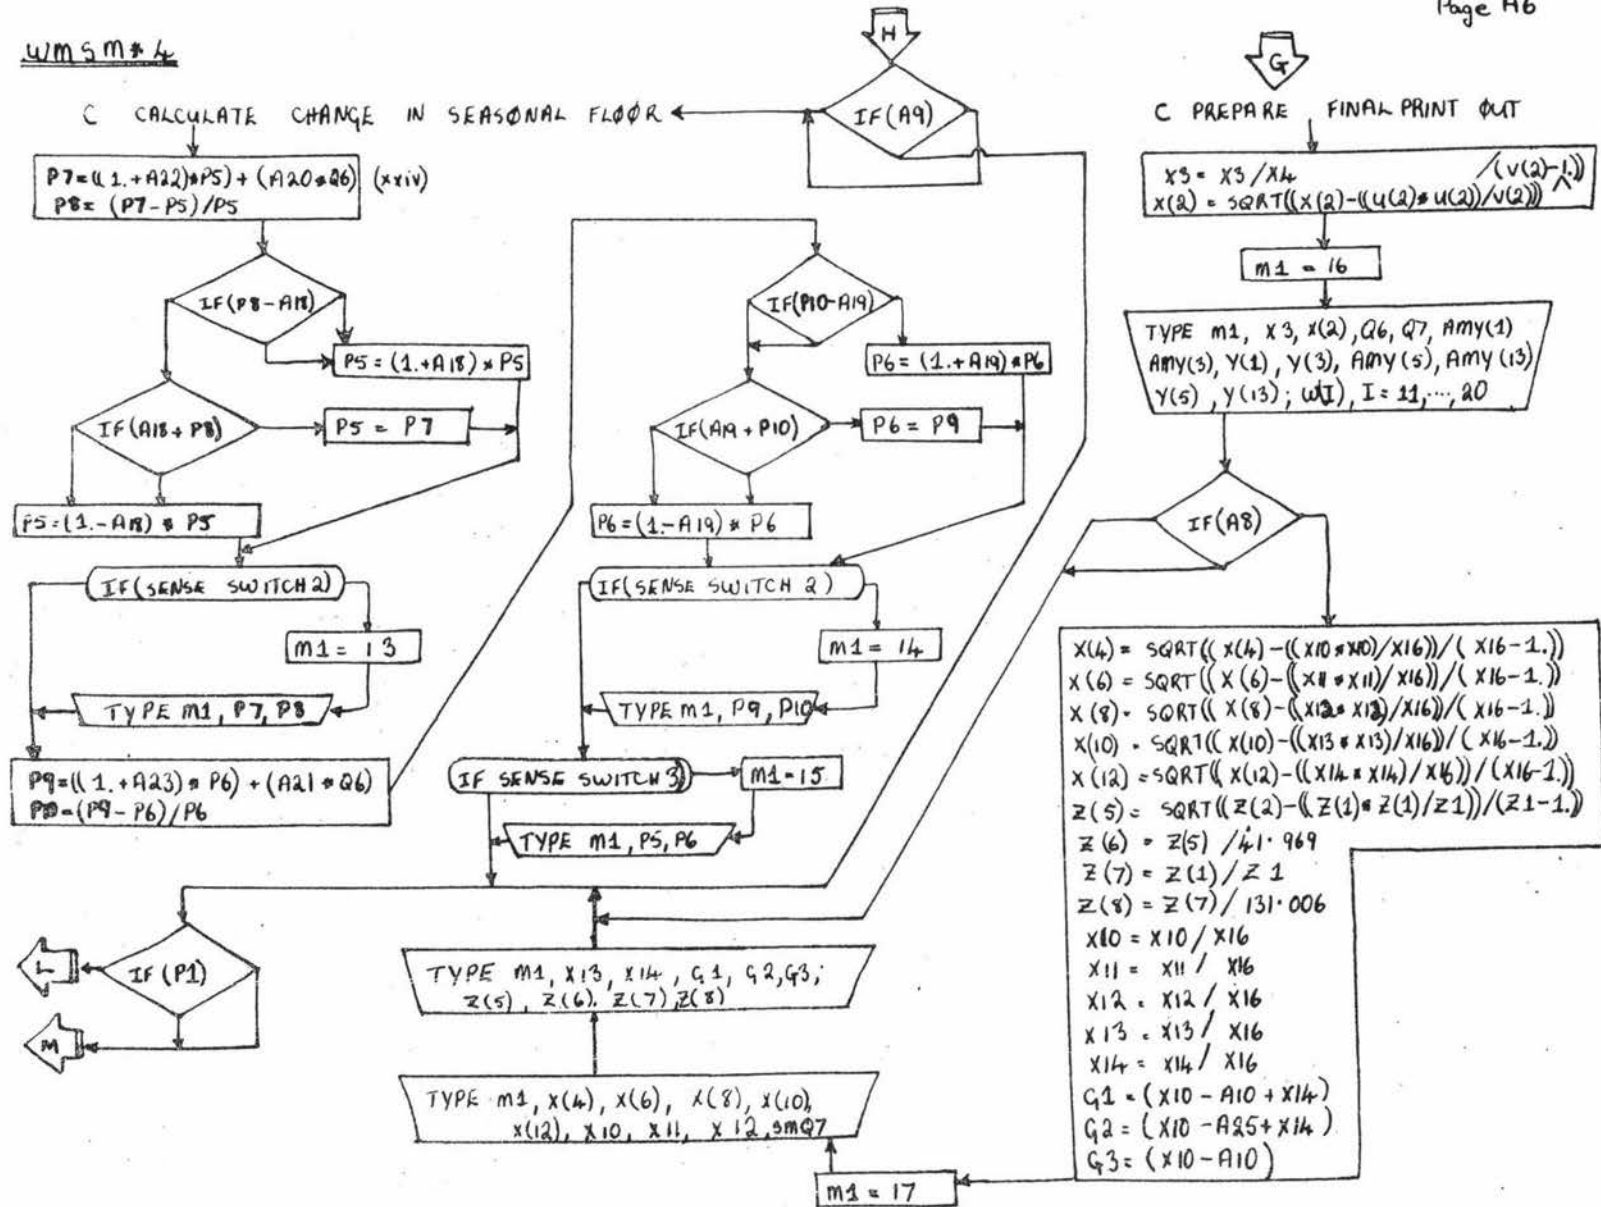 Page A6
WMSM*4
H
IF(A9)
C CALCULATE CHANGE IN SEASØNAL FLØØR
P7=((1.+A22)*P5)+(A20*Q6) (xxiv)
P8=(P7-P5)/P5
IF(P8-A18)
P5=(1.+A18)*P5
IF(A18+P8)
P5=P7
P5=(1.-A18)*P5
IF(SENSE SWITCH 2)
M1=13
TYPE M1, P7, P8
P9=((1.+A23)*P6)+(A21*Q6)
P10=(P9-P6)/P6
IF(P10-A19)
P6=(1.+A19)*P6
IF(A19+P10)
P6=P9
P6=(1.-A19)*P6
IF(SENSE SWITCH 2)
M1=14
TYPE M1, P9, P10
IF SENSE SWITCH 3)
M1=15
TYPE M1, P5, P6
IF(P1)
L
M
TYPE M1, X13, X14, G1, G2, G3;
Z(5), Z(6). Z(7), Z(8)
TYPE M1, X(4), X(6), X(8), X(10),
X(12), X10, X11, X12, SMQ7
M1=17
G
C PREPARE FINAL PRINT ØUT
X3=X3/X4
/(V(2)-1.))
X(2)=SQRT((X(2)-((U(2)*U(2))/V(2)))
M1=16
TYPE M1, X3, X(2), Q6, Q7, AMY(1)
AMY(3), Y(1), Y(3), AMY(5), AMY(13)
Y(5), Y(13); W(I), I=11,...,20
IF(A8)
X(4)=SQRT((X(4)-((X10*X10)/X16))/(X16-1.))
X(6)=SQRT((X(6)-((X11*X11)/X16))/(X16-1.))
X(8)=SQRT((X(8)-((X12*X12)/X16))/(X16-1.))
X(10)=SQRT((X(10)-((X13*X13)/X16))/(X16-1.))
X(12)=SQRT((X(12)-((X14*X14)/X16))/(X16-1.))
Z(5)=SQRT((Z(2)-((Z(1)*Z(1)/Z1))/(Z1-1.))
Z(6)=Z(5)/41.969
Z(7)=Z(1)/Z1
Z(8)=Z(7)/131.006
X10=X10/X16
X11=X11/X16
X12=X12/X16
X13=X13/X16
X14=X14/X16
G1=(X10-A10+X14)
G2=(X10-A25+X14)
G3=(X10-A10)